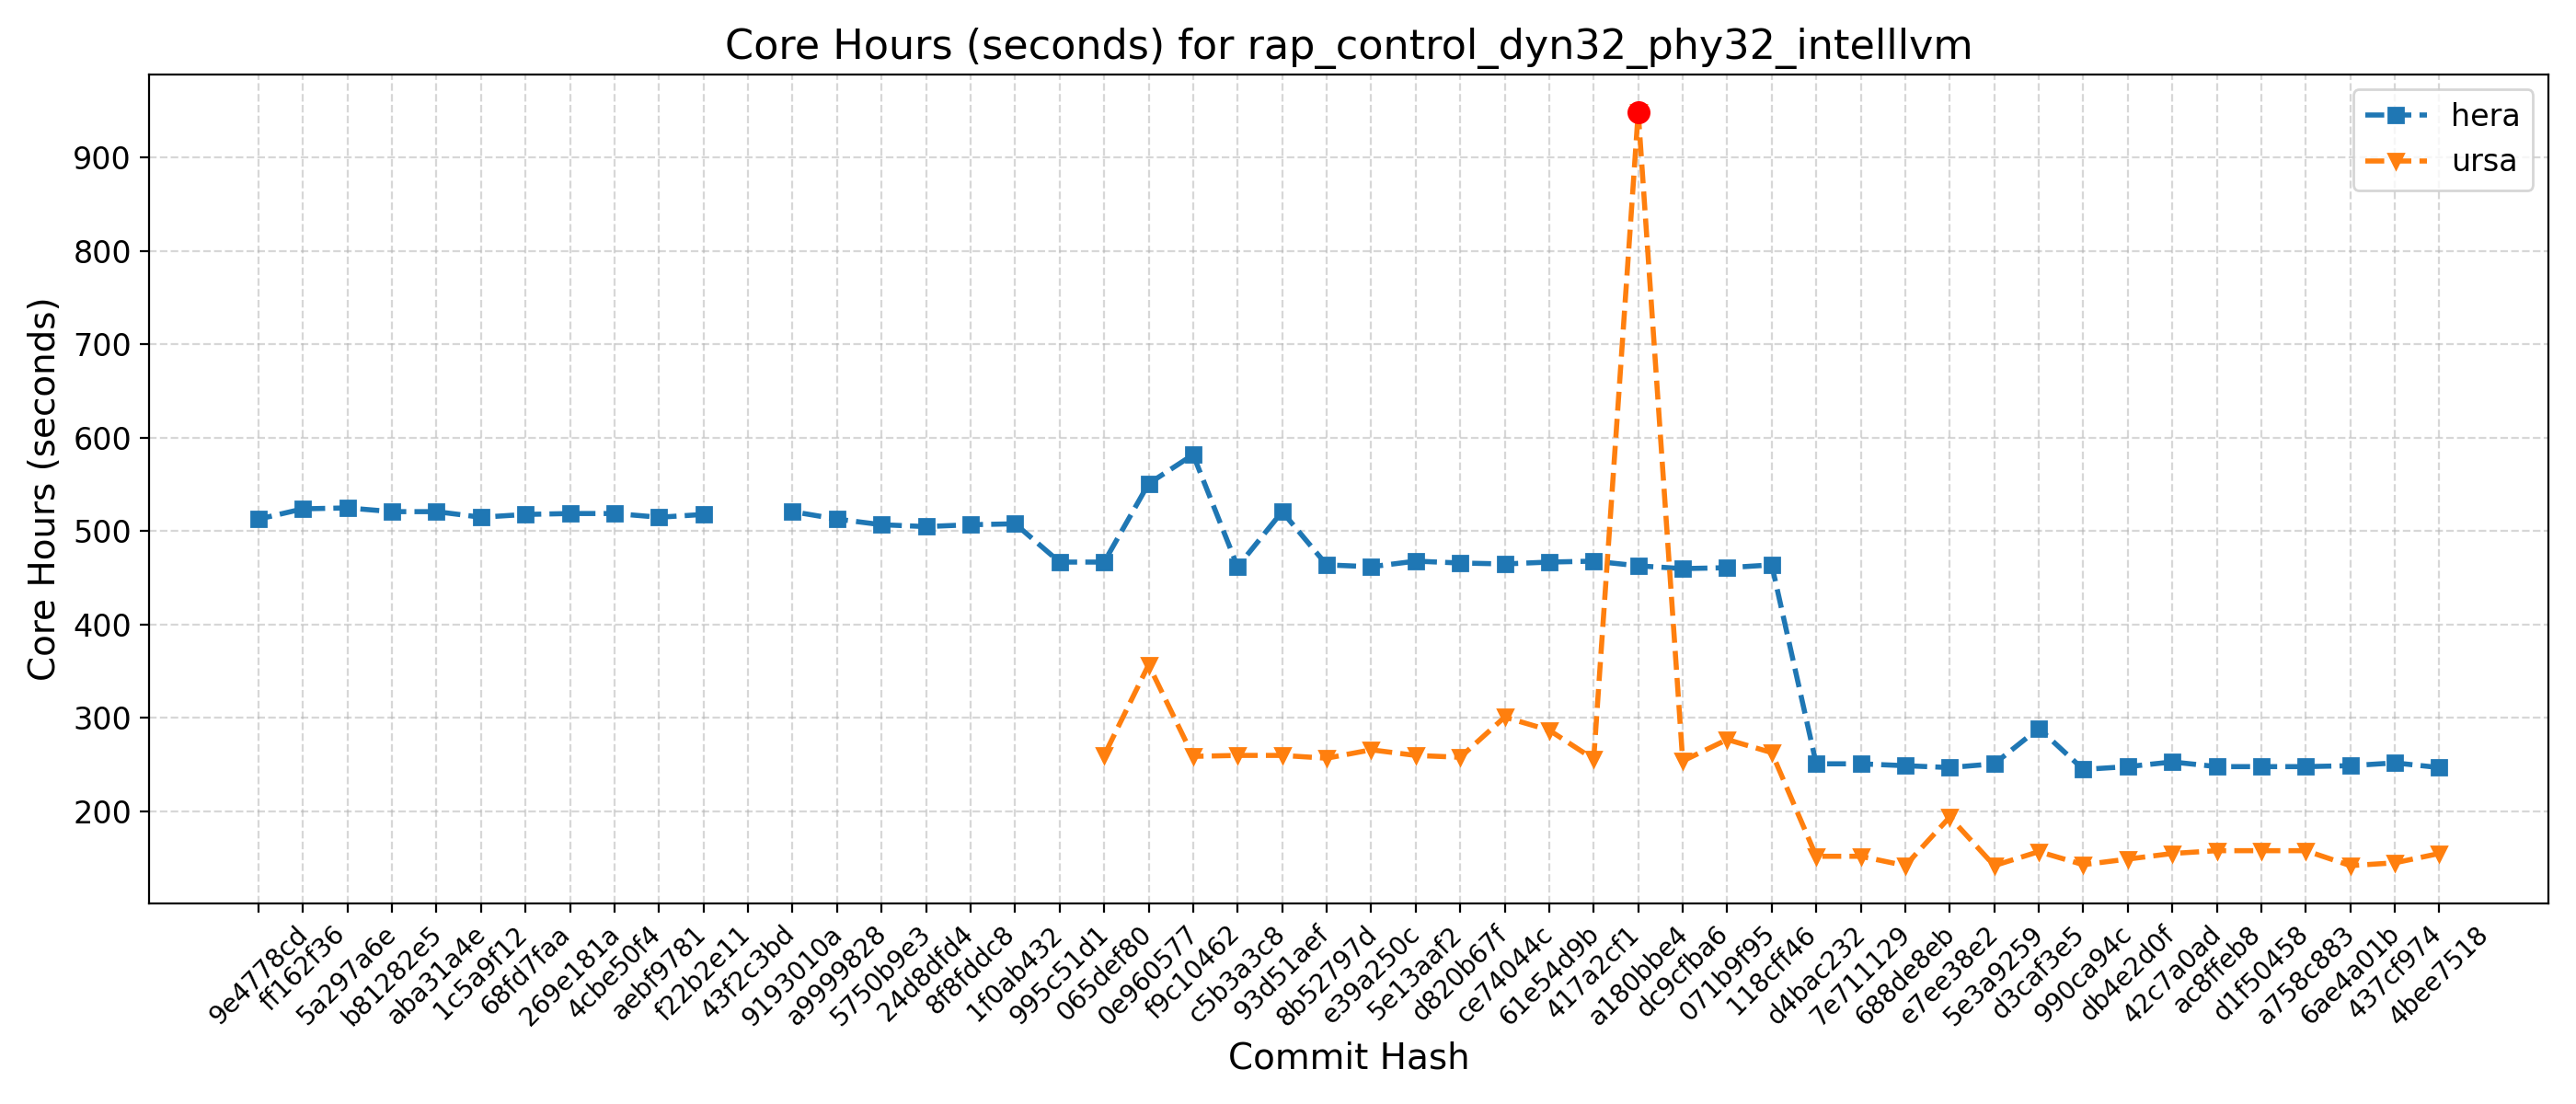 Core Hours (seconds) for rap_control_dyn32_phy32_intelllvm
hera
ursa
Core Hours (seconds)
900
800
700
600
500
400
300
200
9e4778cd
ff162f36
5a297a6e
b81282e5
aba31a4e
1c5a9f12
68fd7faa
269e181a
4cbe50f4
aebf9781
f22b2e11
43f2c3bd
9193010a
a9999828
5750b9e3
24d8dfd4
8f8fddc8
1f0ab432
995c51d1
065def80
0e960577
f9c10462
c5b3a3c8
93d51aef
8b52797d
e39a250c
5e13aaf2
d820b67f
ce74044c
61e54d9b
417a2cf1
a180bbe4
dc9cfba6
071b9f95
118cff46
d4bac232
7e711129
688de8eb
e7ee38e2
5e3a9259
d3caf3e5
990ca94c
db4e2d0f
42c7a0ad
ac8ffeb8
d1f50458
a758c883
6ae4a01b
437cf974
4bee7518
Commit Hash